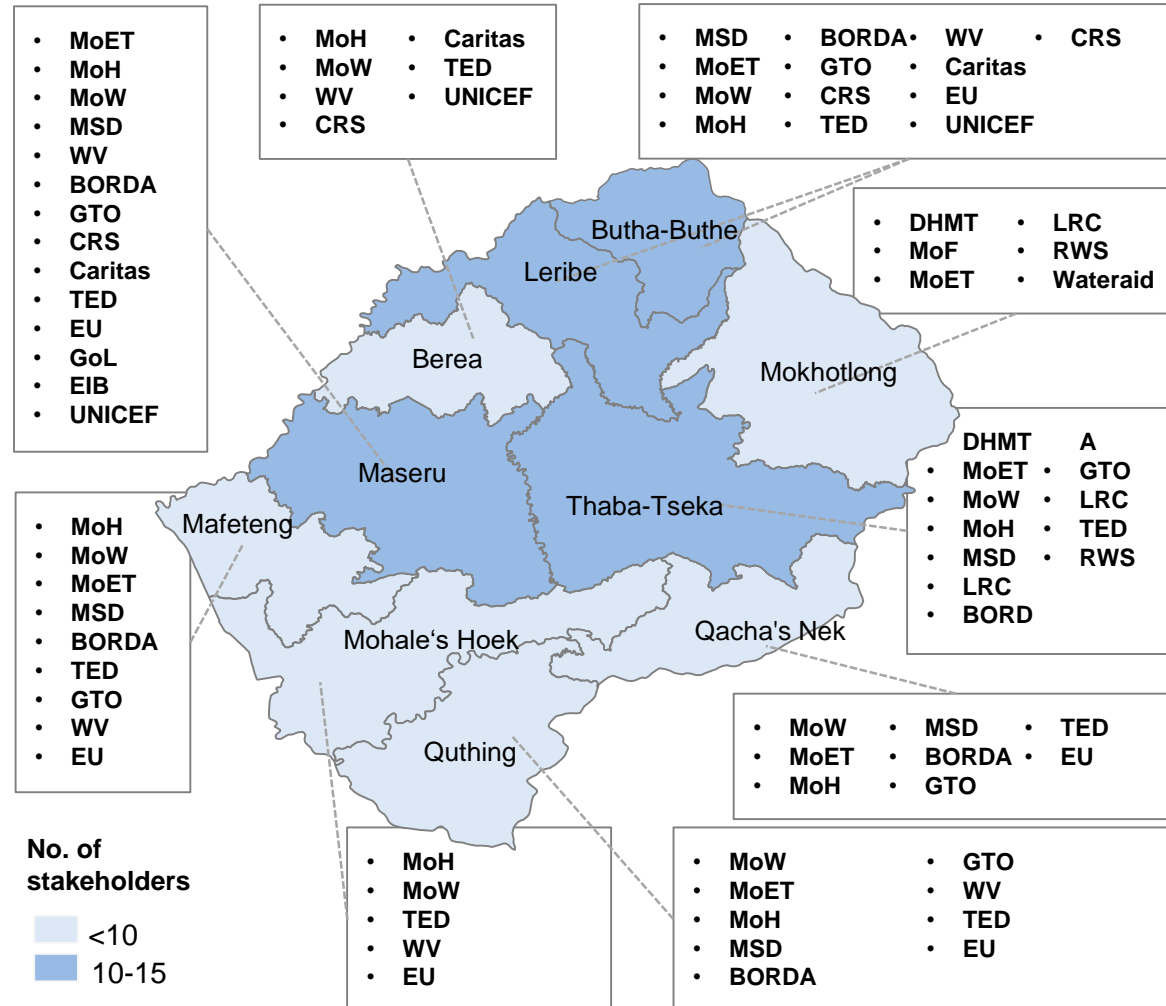 • MoET
• MoH
• MoW
• MSD
• WV
• BORDA
• GTO
• CRS
• Caritas
• TED
• EU
• GoL
• EIB
• UNICEF
• MoH • Caritas
• MoW • TED
• WV • UNICEF
• CRS
• MSD • BORDA • WV • CRS
• MoET • GTO • Caritas
• MoW • CRS • EU
• MoH • TED • UNICEF
• DHMT • LRC
• MoF • RWS
• MoET • Wateraid
Butha-Buthe
Leribe
Berea
Mokhotlong
Maseru
Thaba-Tseka
Mafeteng
Mohale‘s Hoek
Qacha's Nek
Quthing
DHMT A
• MoET • GTO
• MoW • LRC
• MoH • TED
• MSD • RWS
• LRC
• BORD
• MoH
• MoW
• MoET
• MSD
• BORDA
• TED
• GTO
• WV
• EU
• MoW • MSD • TED
• MoET • BORDA • EU
• MoH • GTO
• MoH
• MoW
• TED
• WV
• EU
• MoW • GTO
• MoET • WV
• MoH • TED
• MSD • EU
• BORDA
No. of
stakeholders
<10
10-15